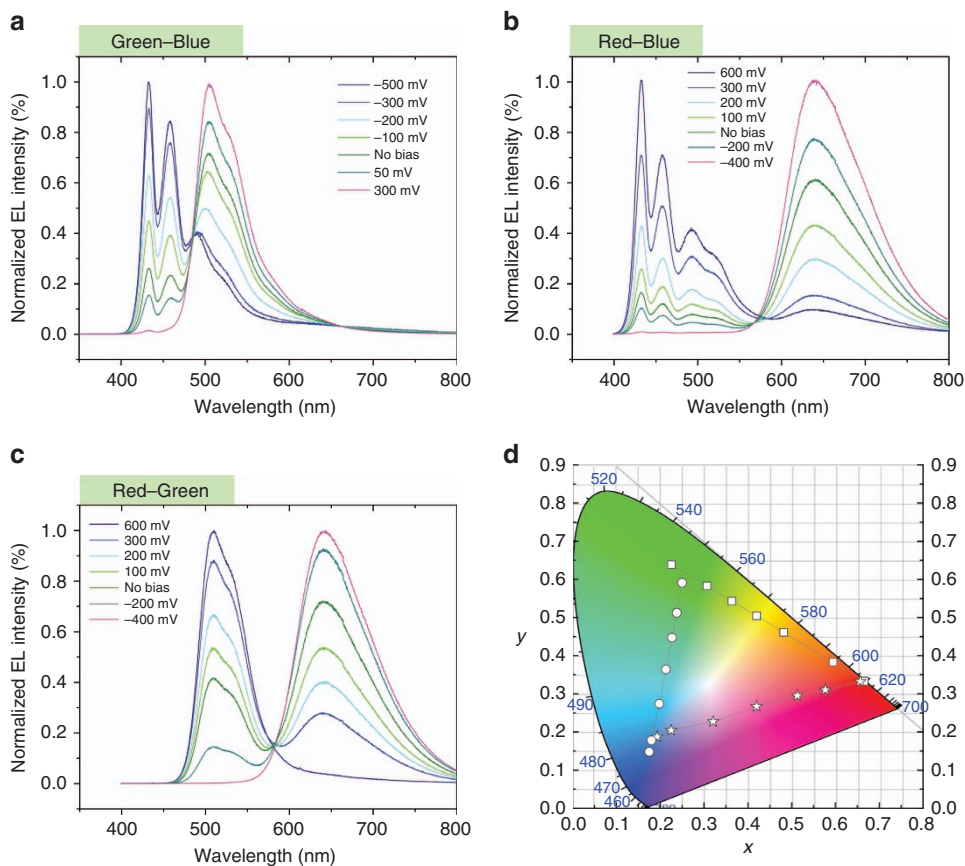 a
Green–Blue
Normalized EL intensity (%)
1.0
0.8
0.6
0.4
0.2
0.0
–500 mV
–300 mV
–200 mV
–100 mV
No bias
50 mV
300 mV
400 500 600 700 800
Wavelength (nm)
b
Red–Blue
Normalized EL intensity (%)
1.0
0.8
0.6
0.4
0.2
0.0
600 mV
300 mV
200 mV
100 mV
No bias
–200 mV
–400 mV
400 500 600 700 800
Wavelength (nm)
c
Red–Green
Normalized EL intensity (%)
1.0
0.8
0.6
0.4
0.2
0.0
600 mV
300 mV
200 mV
100 mV
No bias
–200 mV
–400 mV
400 500 600 700 800
Wavelength (nm)
d
y
0.9
0.8
0.7
0.6
0.5
0.4
0.3
0.2
0.1
0.0
520
540
560
580
600
620
700
490
480
470
460
0.9
0.8
0.7
0.6
0.5
0.4
0.3
0.2
0.1
0.0
0.0 0.1 0.2 0.3 0.4 0.5 0.6 0.7 0.8
x